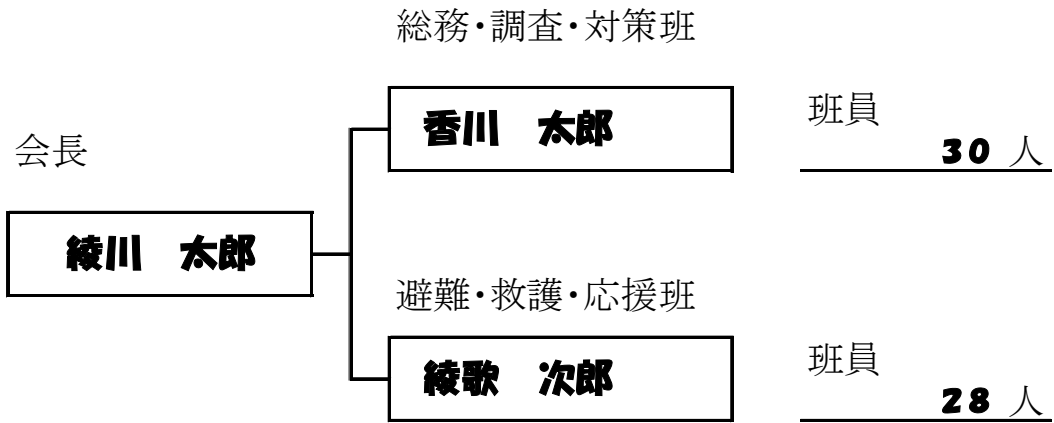 会長
綾川　太郎
総務・調査・対策班
香川　太郎
班員
30 人
避難・救護・応援班
綾歌　次郎
班員
28 人